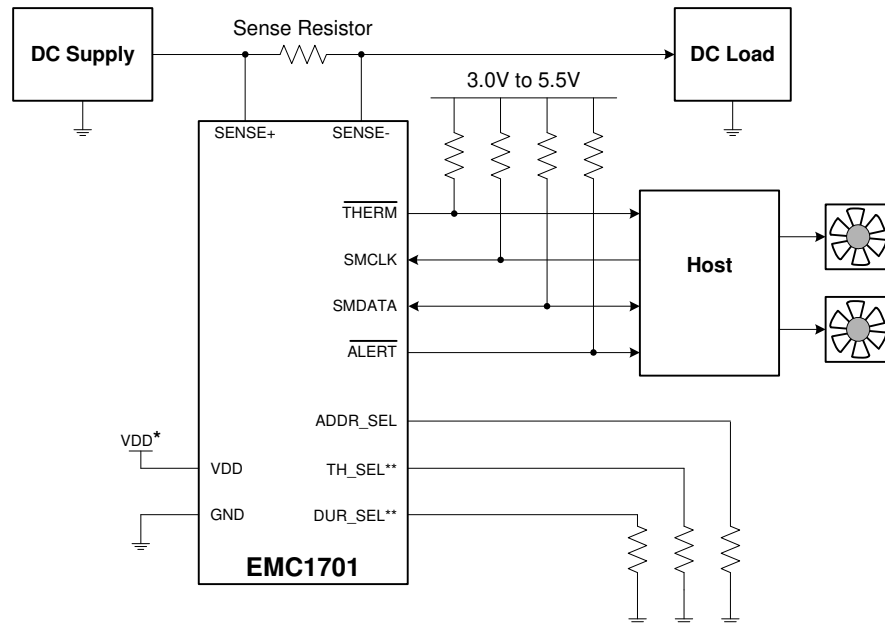 Sense Resistor
DC Supply
DC Load
3.0V to 5.5V
SENSE+
SENSE-
THERM
SMCLK
Host
SMDATA
ALERT
ADDR_SEL
VDD*
VDD
TH_SEL**
GND
DUR_SEL**
EMC1701